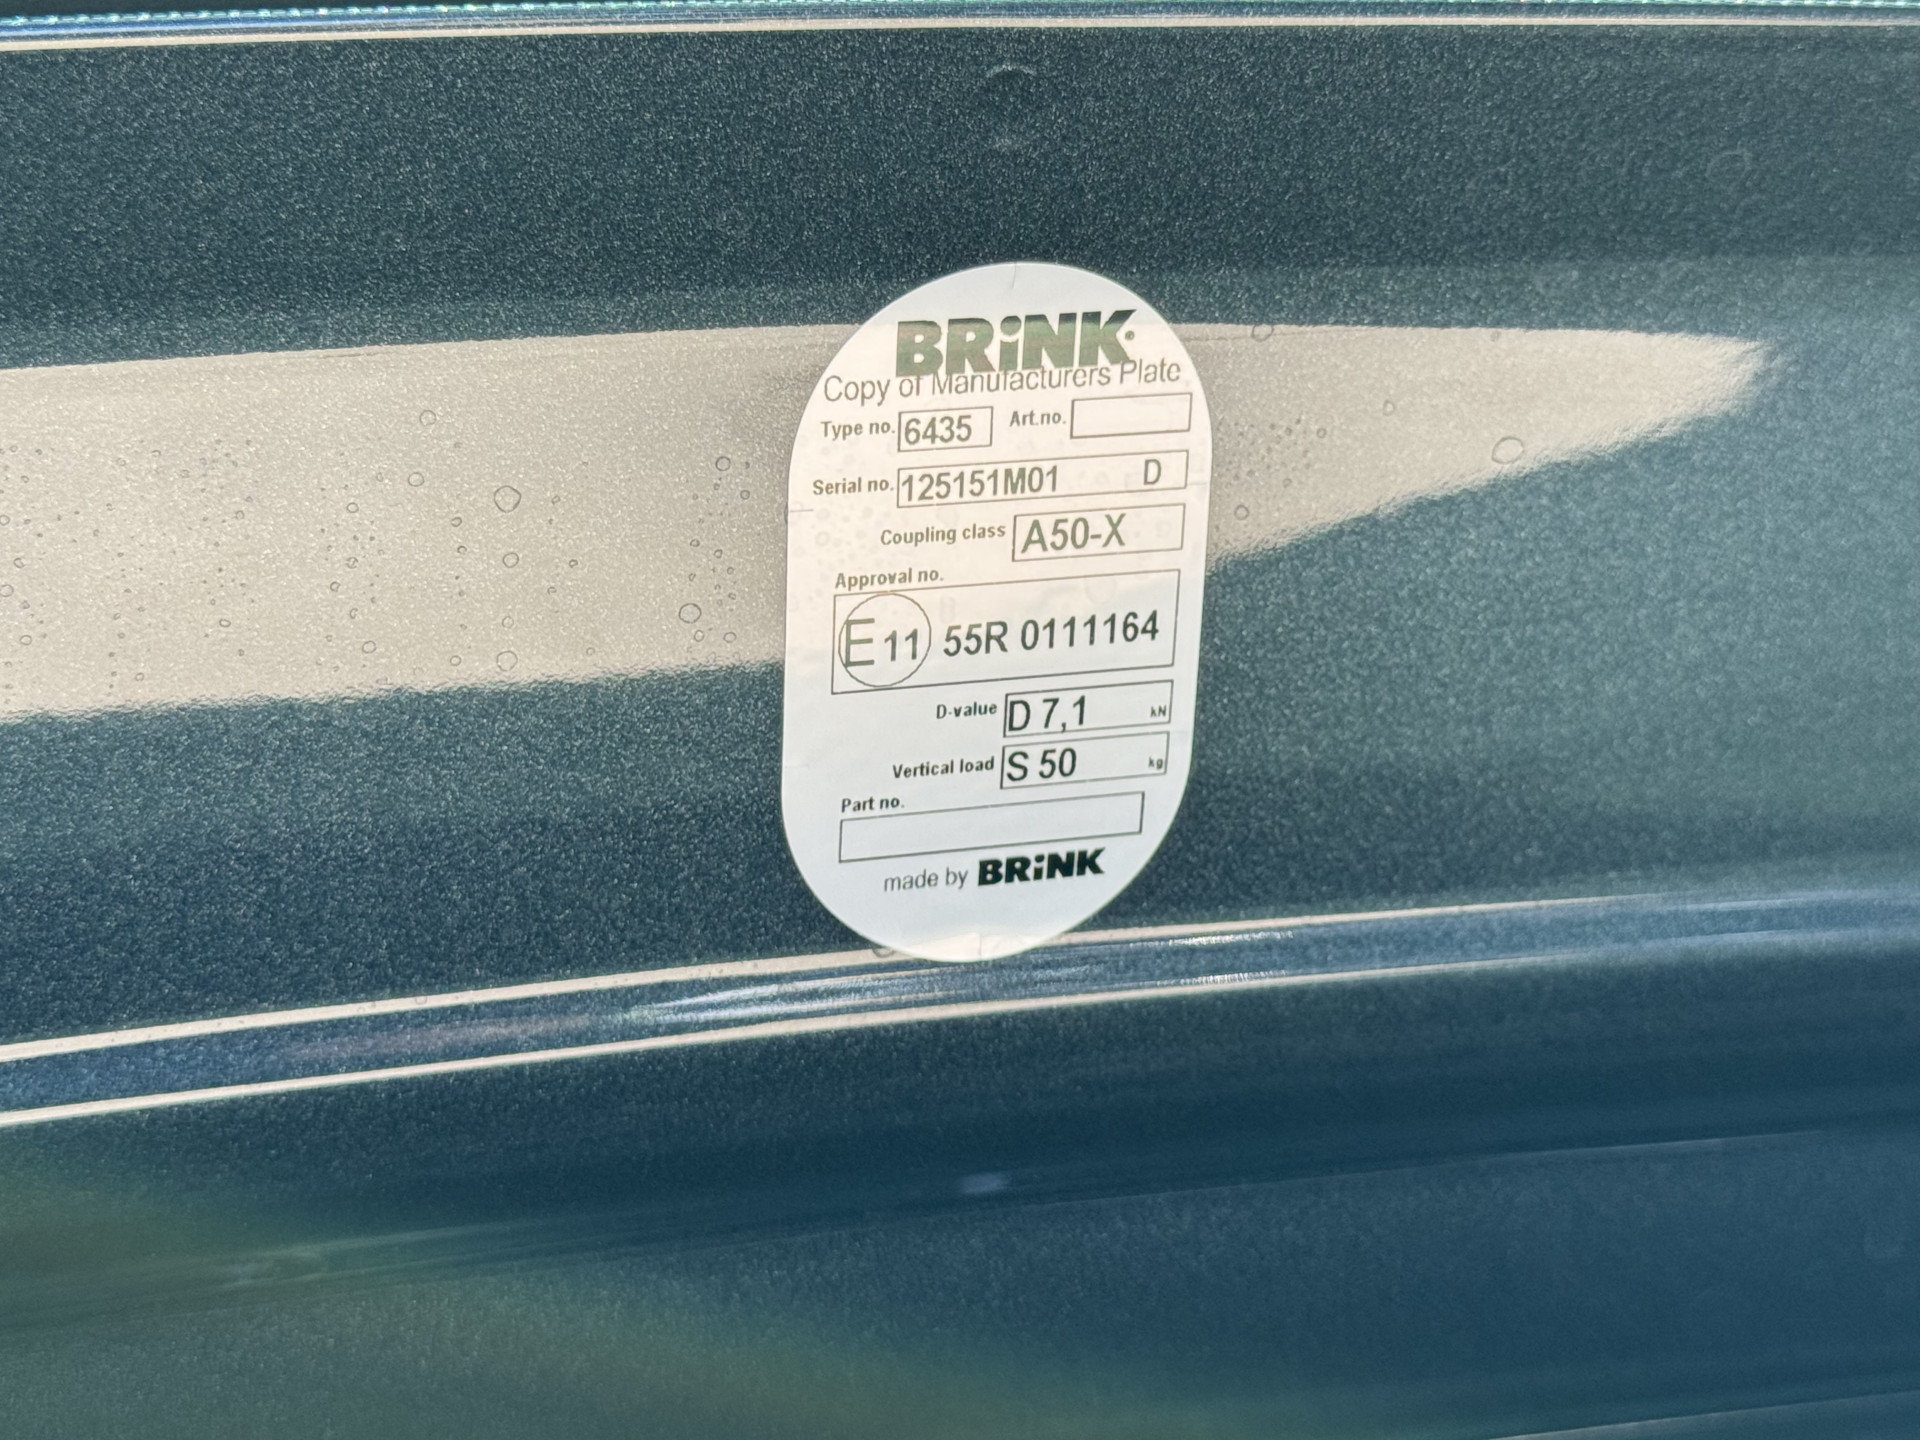 BRiNK
Copy of Manufacturers Plate
Type no. 6435 Art.no.
Serial no. 125151M01 D
Coupling class A50-X
Approval no.
E 11 55R 0111164
D-value D 7,1 kN
Vertical load S 50 kg
Part no.
made by BRiNK